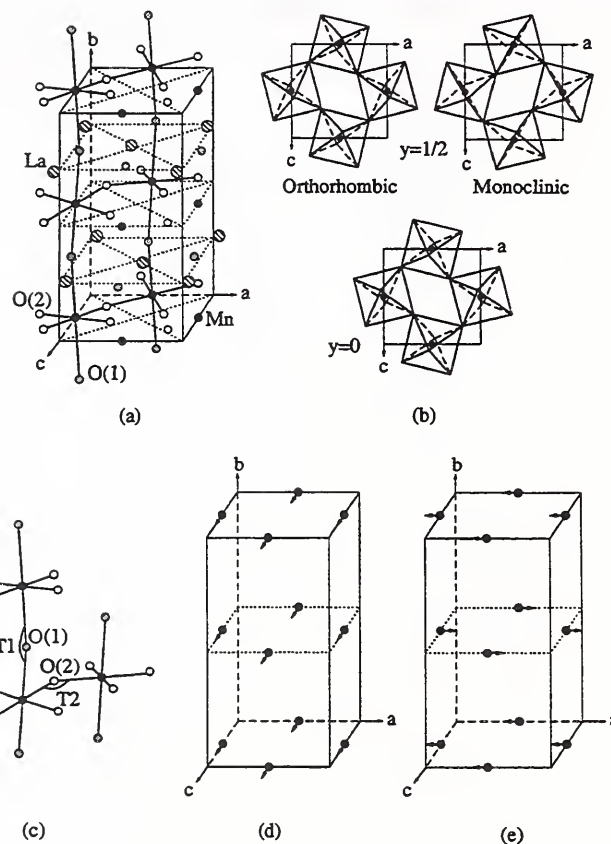 b
La
O(2)
a
Mn
c
O(1)
(a)
a
a
c
y=1/2
c
Orthorhombic
Monoclinic
a
y=0
c
(b)
T1
O(1)
O(2)
T2
(c)
b
a
c
(d)
b
a
c
(e)